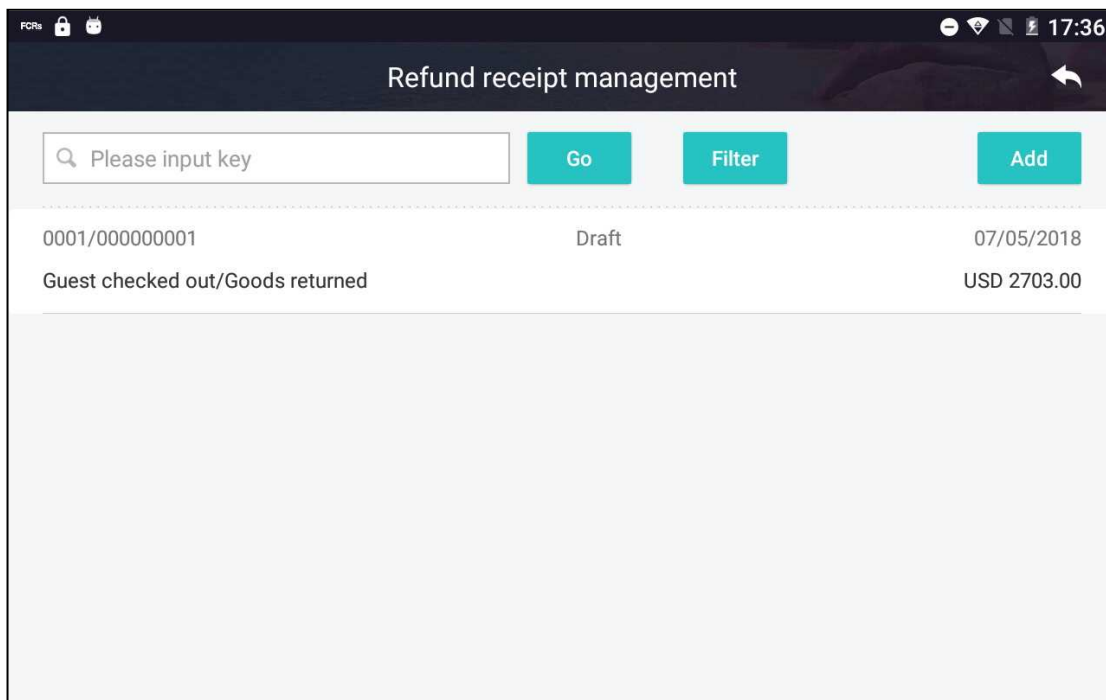 FCRs 17:36
Refund receipt management
Please input key Go Filter Add
0001/000000001 Draft 07/05/2018
Guest checked out/Goods returned USD 2703.00